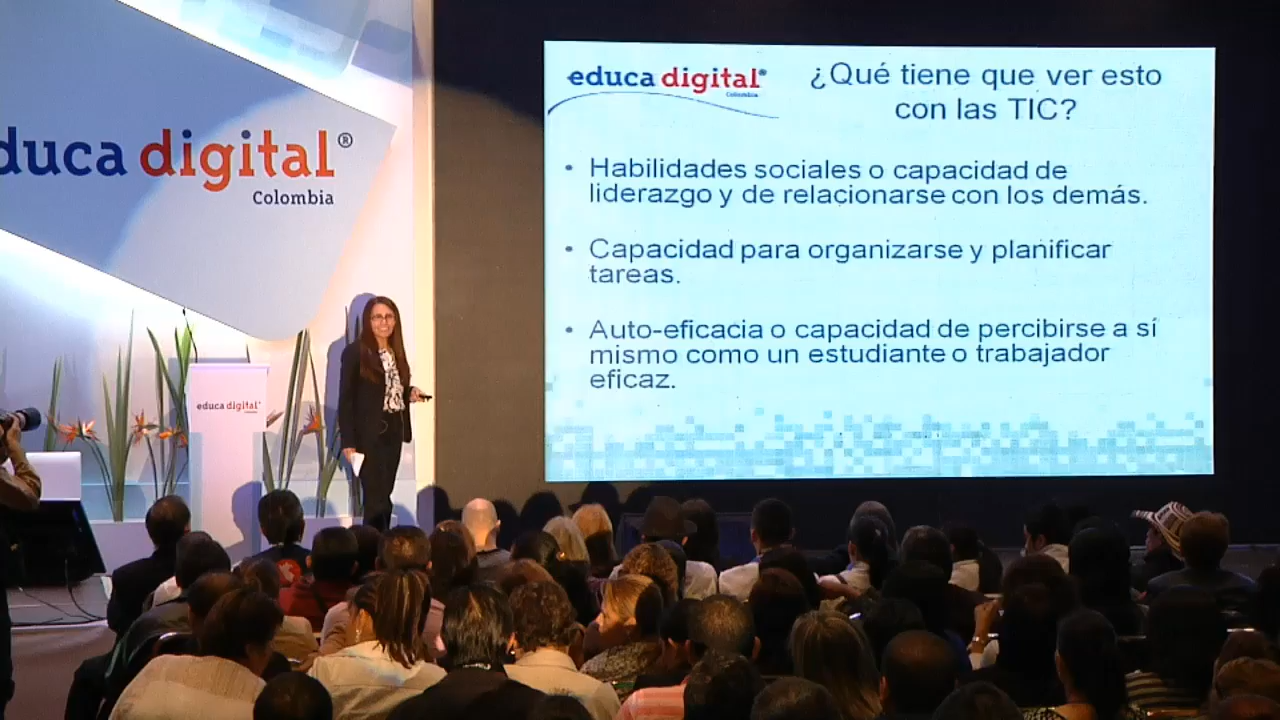 duca digital®
Colombia
educa digital®
educa digital®
Colombia
¿Qué tiene que ver esto
con las TIC?
• Habilidades sociales o capacidad de
liderazgo y de relacionarse con los demás.
• Capacidad para organizarse y planificar
tareas.
• Auto-eficacia o capacidad de percibirse a sí
mismo como un estudiante o trabajador
eficaz.